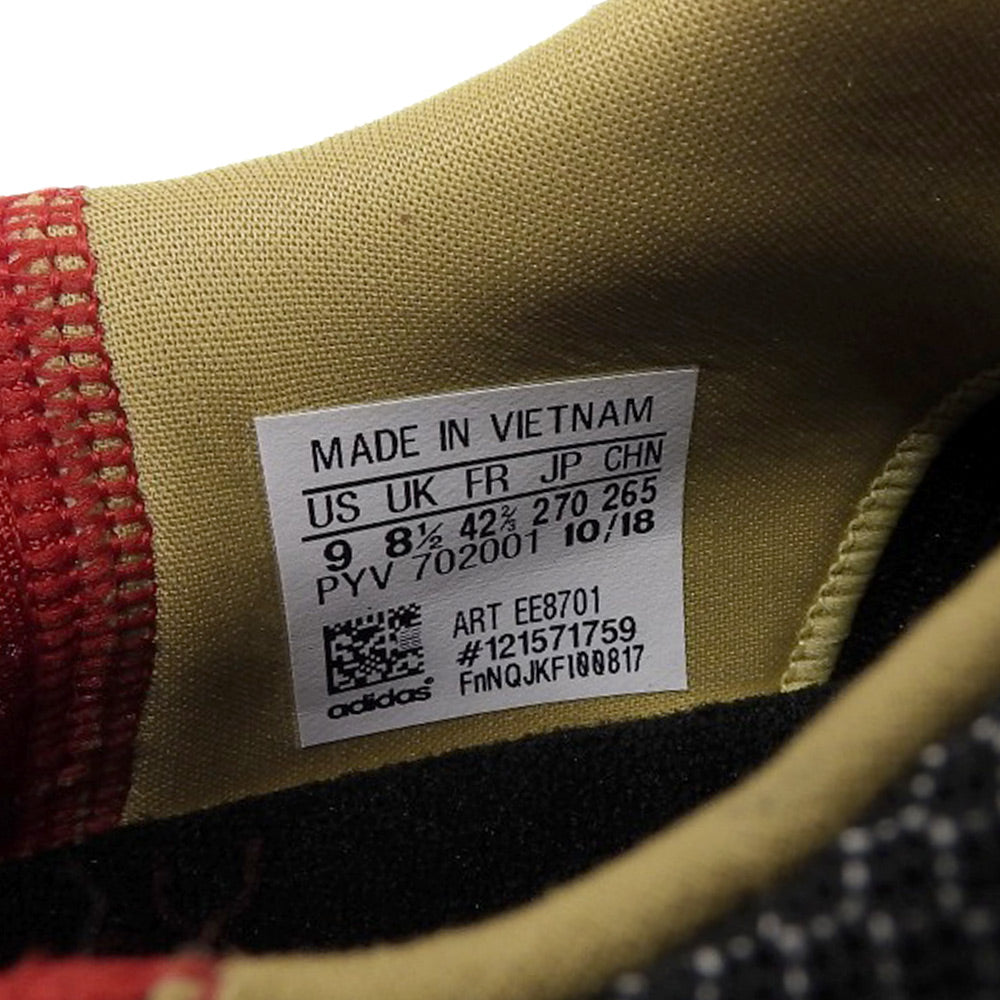 MADE IN VIETNAM
US UK FR JP CHN
9 8½ 42⅔ 270 265
PYV 702001 10/18
ART EE8701
#121571759
FnNQJKFI00817
adidas®